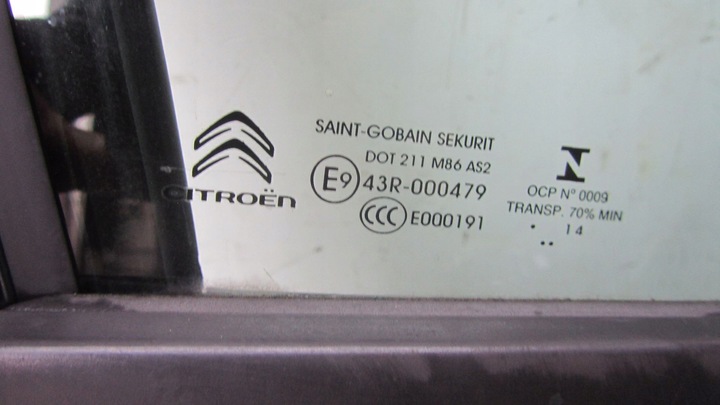 CITROËN
SAINT-GOBAIN SEKURIT
DOT 211 M86 AS2
E9 43R-000479
CCC E000191
N
OCP Nº 0009
TRANSP. 70% MIN
14